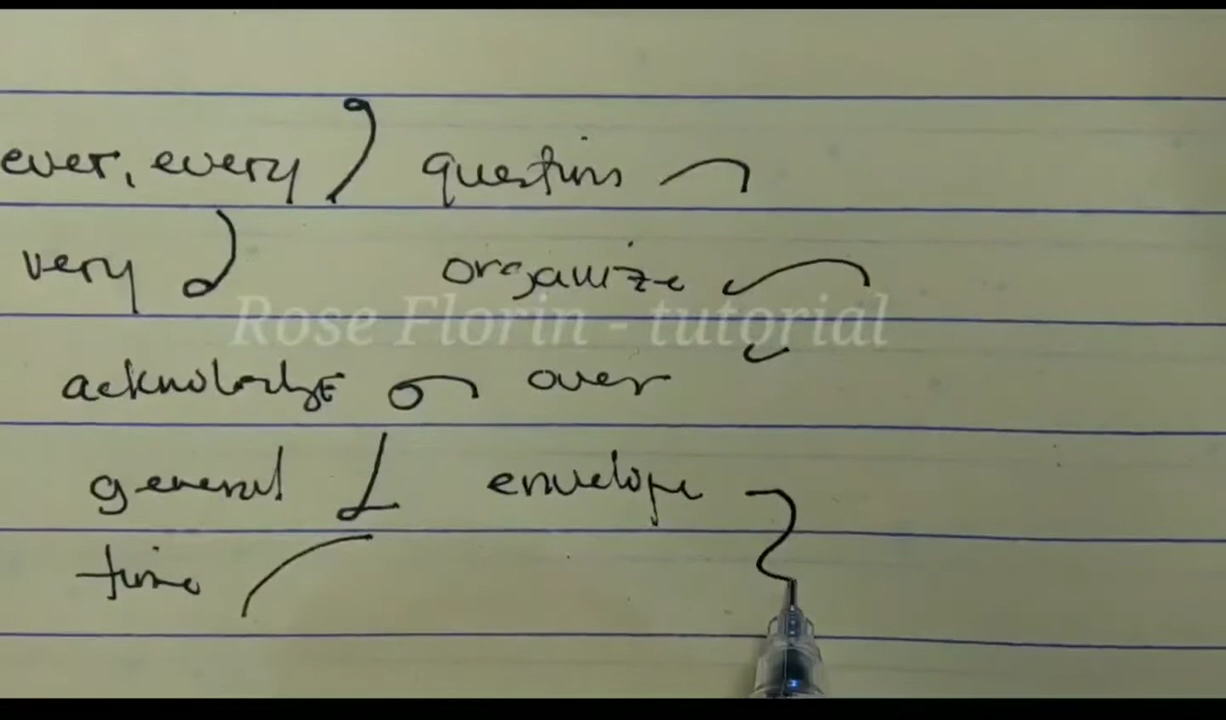 ever, every questions
very organize
Rose Florin - tutorial
acknowledge over
general envelope
time